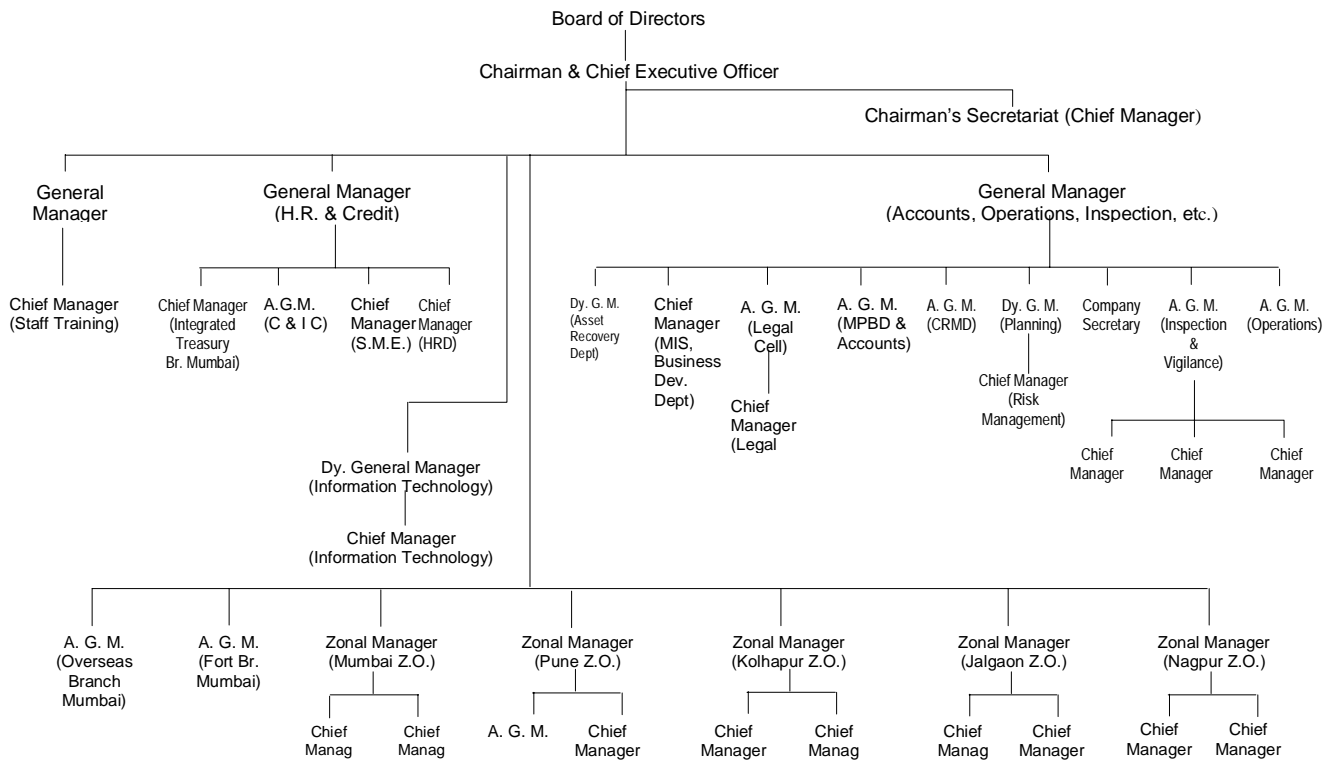 Board of Directors
Chairman & Chief Executive Officer
Chairman's Secretariat (Chief Manager)
General
Manager
General Manager
(H.R. & Credit)
General Manager
(Accounts, Operations, Inspection, etc.)
Chief Manager
(Staff Training)
Chief Manager
(Integrated
Treasury
Br. Mumbai)
A.G.M.
(C & I C)
Chief
Manager
(S.M.E.)
Chief
Manager
(HRD)
Dy. G. M.
(Asset
Recovery
Dept)
Chief
Manager
(MIS,
Business
Dev.
Dept)
A. G. M.
(Legal
Cell)
Chief
Manager
(Legal
A. G. M.
(MPBD &
Accounts)
A. G. M.
(CRMD)
Dy. G. M.
(Planning)
Chief Manager
(Risk
Management)
Company
Secretary
A. G. M.
(Inspection
&
Vigilance)
A. G. M.
(Operations)
Chief
Manager
Chief
Manager
Chief
Manager
Dy. General Manager
(Information Technology)
Chief Manager
(Information Technology)
A. G. M.
(Overseas
Branch
Mumbai)
A. G. M.
(Fort Br.
Mumbai)
Zonal Manager
(Mumbai Z.O.)
Zonal Manager
(Pune Z.O.)
Zonal Manager
(Kolhapur Z.O.)
Zonal Manager
(Jalgaon Z.O.)
Zonal Manager
(Nagpur Z.O.)
Chief
Manag
Chief
Manag
A. G. M.
Chief
Manager
Chief
Manager
Chief
Manag
Chief
Manag
Chief
Manager
Chief
Manager
Chief
Manager